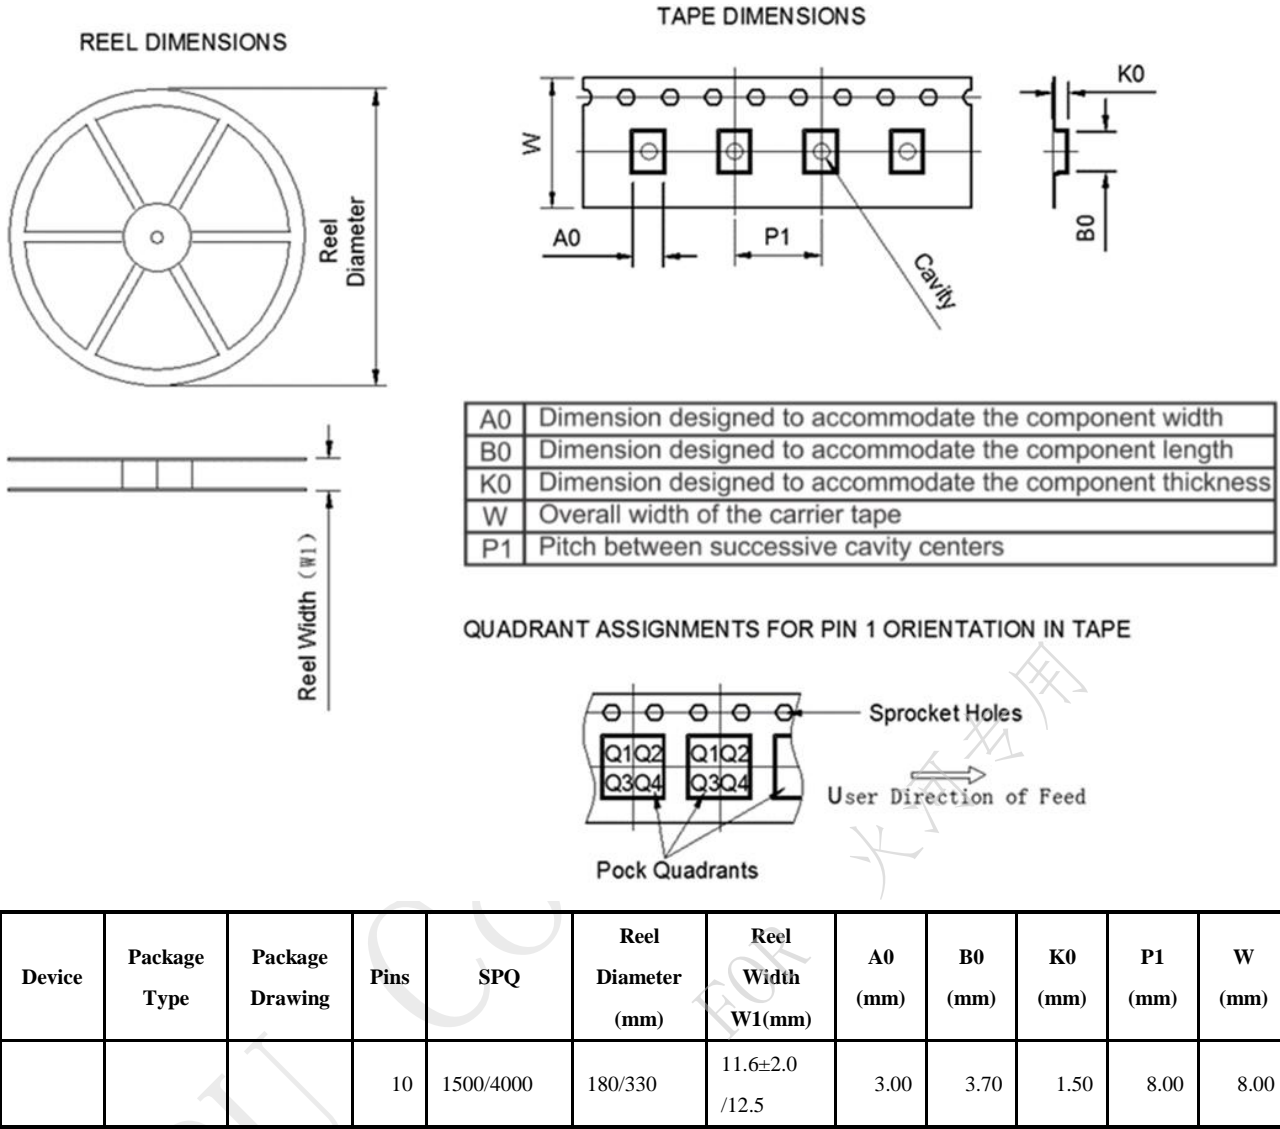 REEL DIMENSIONS
TAPE DIMENSIONS
Reel
Diameter
W
K0
A0
P1
B0
Cavity
Reel Width (W1)
A0 Dimension designed to accommodate the component width
B0 Dimension designed to accommodate the component length
K0 Dimension designed to accommodate the component thickness
W Overall width of the carrier tape
P1 Pitch between successive cavity centers
QUADRANT ASSIGNMENTS FOR PIN 1 ORIENTATION IN TAPE
Sprocket Holes
Q1 Q2 Q1 Q2
Q3 Q4 Q3 Q4
User Direction of Feed
Pock Quadrants
火河专用
FOR
Device Package Type Package Drawing Pins SPQ Reel Diameter (mm) Reel Width W1(mm) A0 (mm) B0 (mm) K0 (mm) P1 (mm) W (mm)
10 1500/4000 180/330 11.6±2.0 /12.5 3.00 3.70 1.50 8.00 8.00